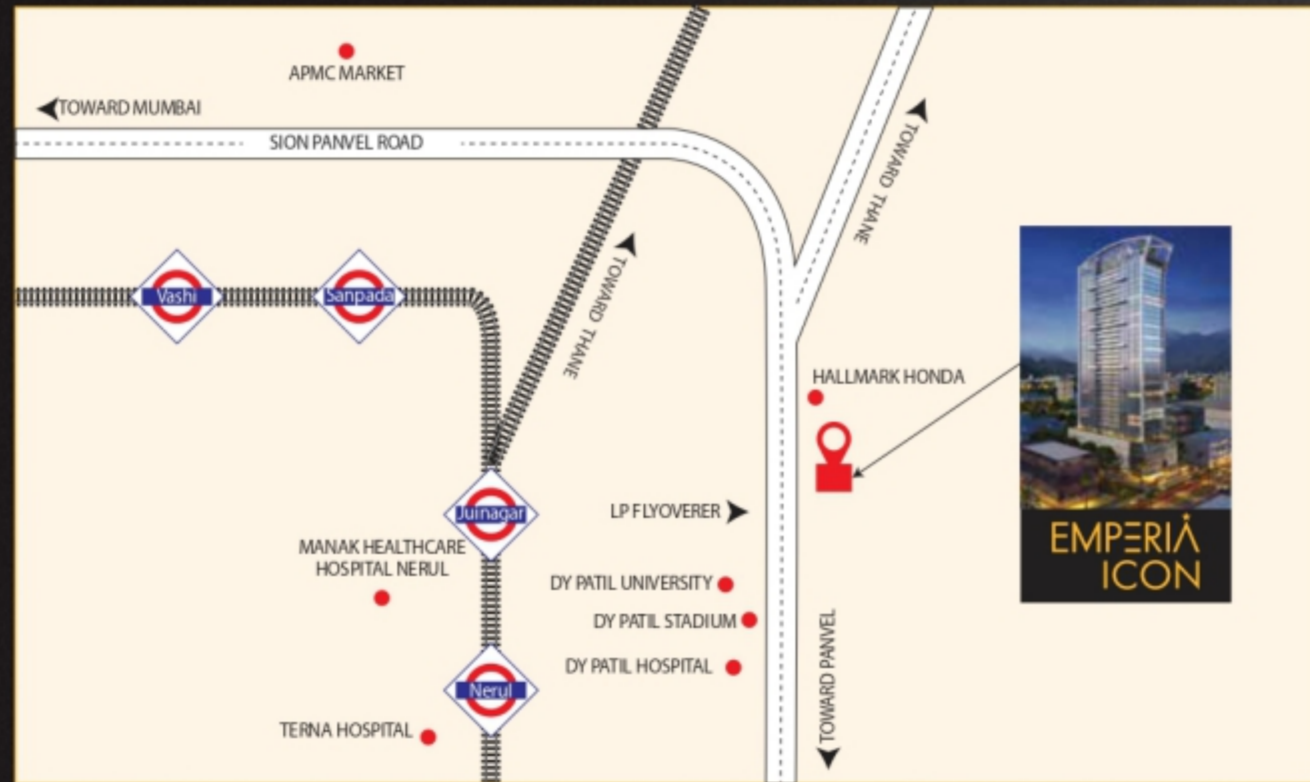 APMC MARKET
TOWARD MUMBAI
SION PANVEL ROAD
TOWARD THANE
TOWARD THANE
Vashi
Sanpada
HALLMARK HONDA
Juinagar
LP FLYOVERER
MANAK HEALTHCARE
HOSPITAL NERUL
DY PATIL UNIVERSITY
DY PATIL STADIUM
DY PATIL HOSPITAL
TOWARD PANVEL
Nerul
TERNA HOSPITAL
EMPERIA
ICON